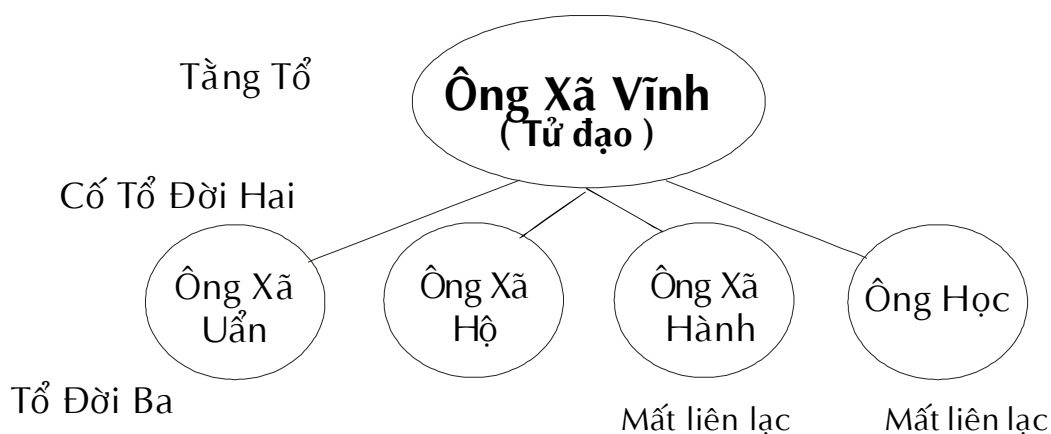 Tằng Tổ
Ông Xã Vĩnh
( Tử đạo )
Cố Tổ Đời Hai
Ông Xã
Uẩn
Ông Xã
Hộ
Ông Xã
Hành
Ông Học
Tổ Đời Ba
Mất liên lạc
Mất liên lạc